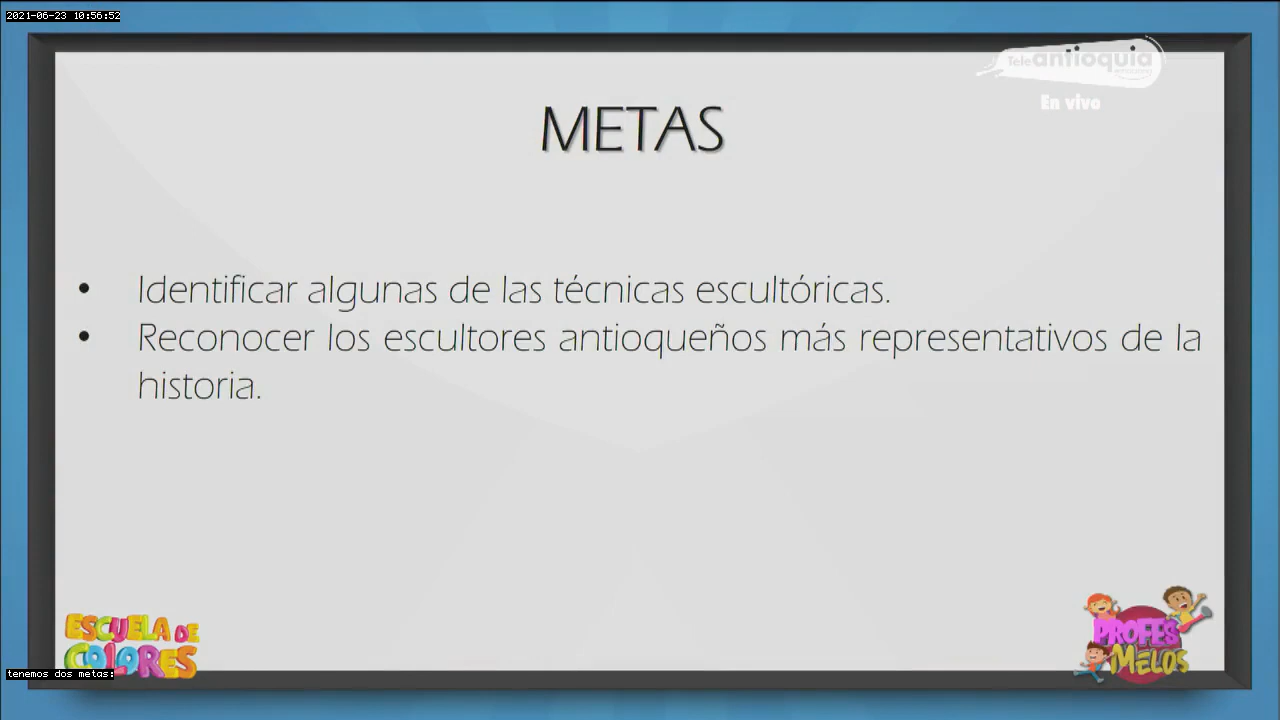 2021-06-23 10:56:52
Teleantioquia
En vivo
METAS
• Identificar algunas de las técnicas escultóricas.
• Reconocer los escultores antioqueños más representativos de la
historia.
ESCUELA DE
COLORES
PROFES
MELOS
tenemos dos metas: